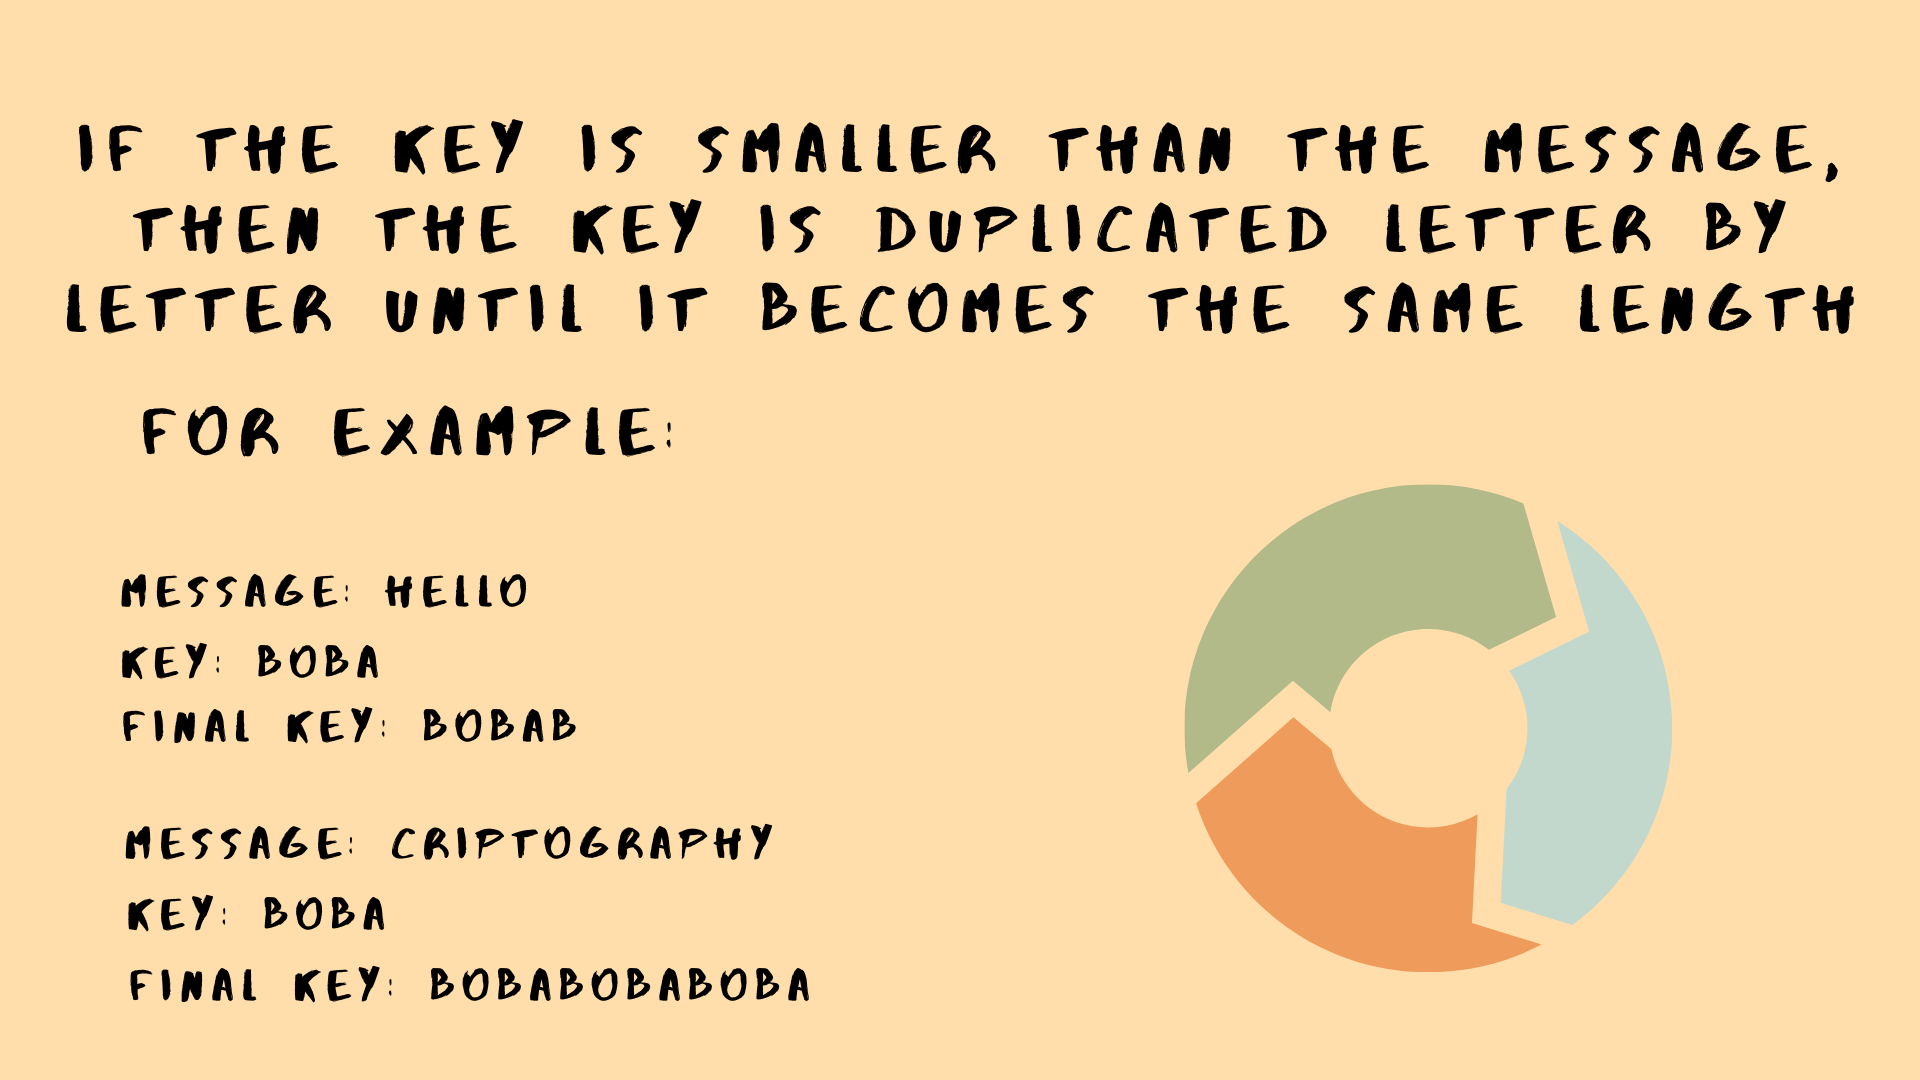 IF THE KEY IS SMALLER THAN THE MESSAGE,
THEN THE KEY IS DUPLICATED LETTER BY
LETTER UNTIL IT BECOMES THE SAME LENGTH
FOR EXAMPLE:
MESSAGE: HELLO
KEY: BOBA
FINAL KEY: BOBAB
MESSAGE: CRIPTOGRAPHY
KEY: BOBA
FINAL KEY: BOBABOBABOBA